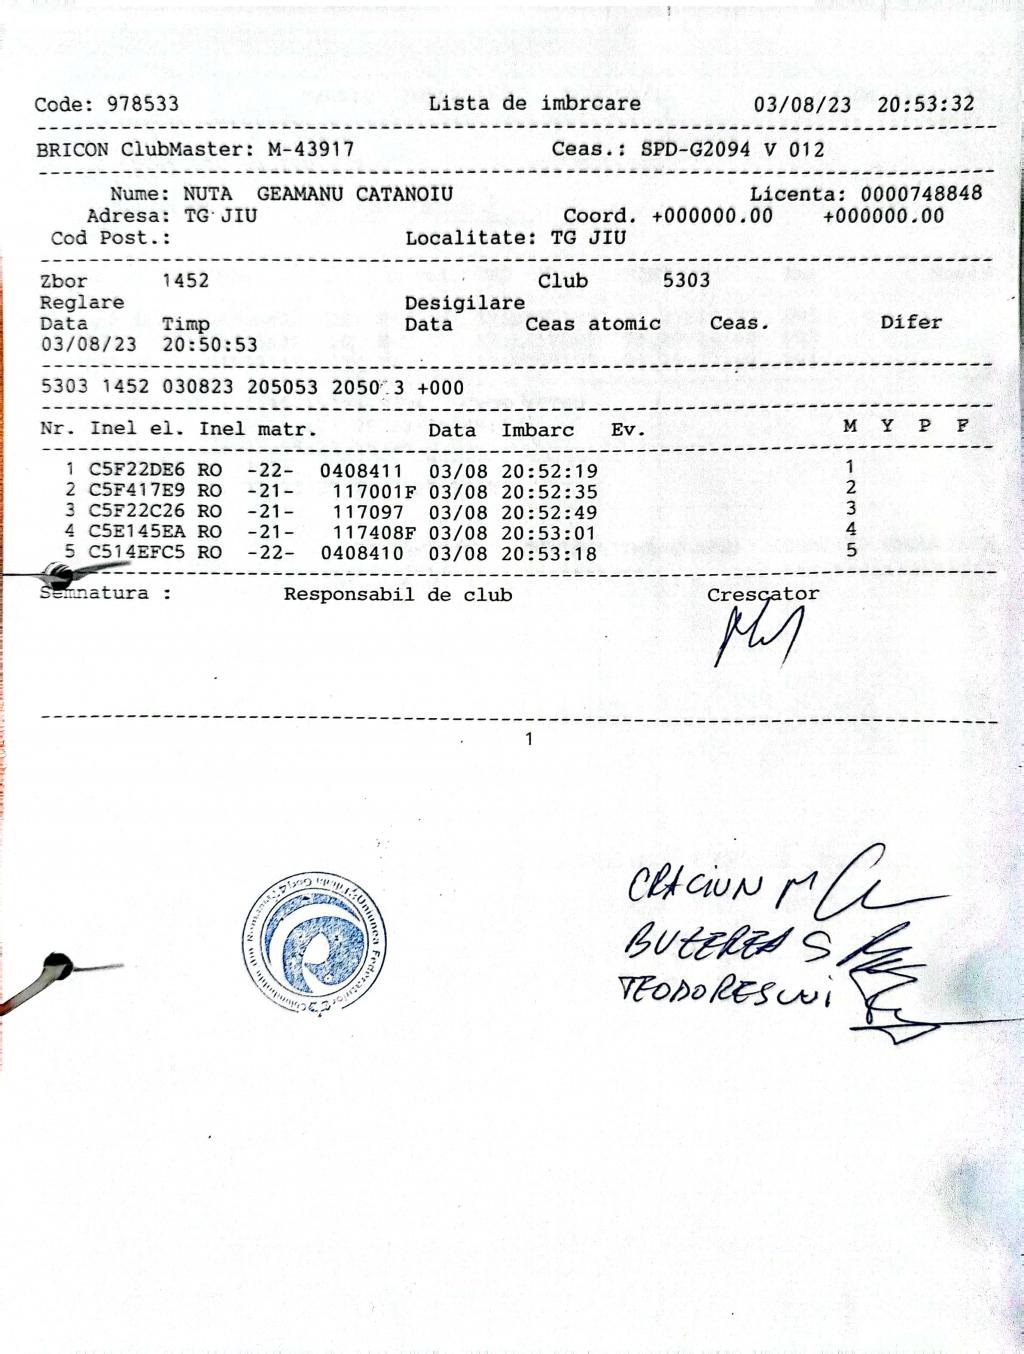 Code: 978533 Lista de imbrcare 03/08/23 20:53:32
BRICON ClubMaster: M-43917 Ceas.: SPD-G2094 V 012
Nume: NUTA GEAMANU CATANOIU Licenta: 0000748848
Adresa: TG JIU Coord. +000000.00 +000000.00
Cod Post.: Localitate: TG JIU
Zbor 1452 Club 5303
Reglare Desigilare
Data Timp Data Ceas atomic Ceas. Difer
03/08/23 20:50:53
5303 1452 030823 205053 2050 3 +000
Nr. Inel el. Inel matr. Data Imbarc Ev. M Y P F
1 C5F22DE6 RO -22- 0408411 03/08 20:52:19 1
2 C5F417E9 RO -21- 117001F 03/08 20:52:35 2
3 C5F22C26 RO -21- 117097 03/08 20:52:49 3
4 C5E145EA RO -21- 117408F 03/08 20:53:01 4
5 C514EFC5 RO -22- 0408410 03/08 20:53:18 5
Semnatura : Responsabil de club Crescator
1
CRACIUN M
BUZEREA S
TEODORESCU i